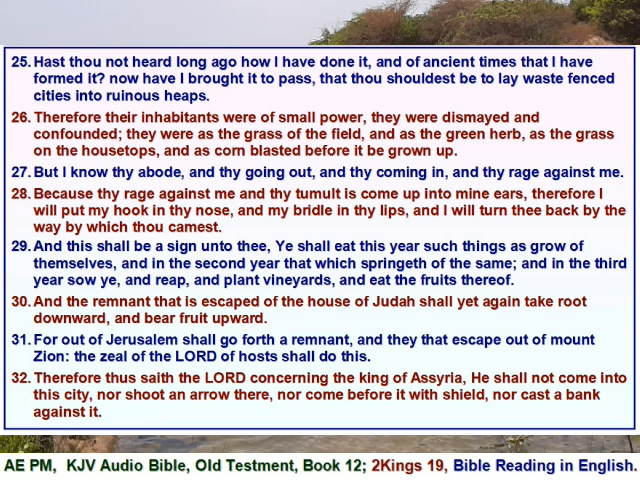 25. Hast thou not heard long ago how I have done it, and of ancient times that I have
formed it? now have I brought it to pass, that thou shouldest be to lay waste fenced
cities into ruinous heaps.
26. Therefore their inhabitants were of small power, they were dismayed and
confounded; they were as the grass of the field, and as the green herb, as the grass
on the housetops, and as corn blasted before it be grown up.
27. But I know thy abode, and thy going out, and thy coming in, and thy rage against me.
28. Because thy rage against me and thy tumult is come up into mine ears, therefore I
will put my hook in thy nose, and my bridle in thy lips, and I will turn thee back by the
way by which thou camest.
29. And this shall be a sign unto thee, Ye shall eat this year such things as grow of
themselves, and in the second year that which springeth of the same; and in the third
year sow ye, and reap, and plant vineyards, and eat the fruits thereof.
30. And the remnant that is escaped of the house of Judah shall yet again take root
downward, and bear fruit upward.
31. For out of Jerusalem shall go forth a remnant, and they that escape out of mount
Zion: the zeal of the LORD of hosts shall do this.
32. Therefore thus saith the LORD concerning the king of Assyria, He shall not come into
this city, nor shoot an arrow there, nor come before it with shield, nor cast a bank
against it.
AE PM, KJV Audio Bible, Old Testment, Book 12; 2Kings 19, Bible Reading in English.